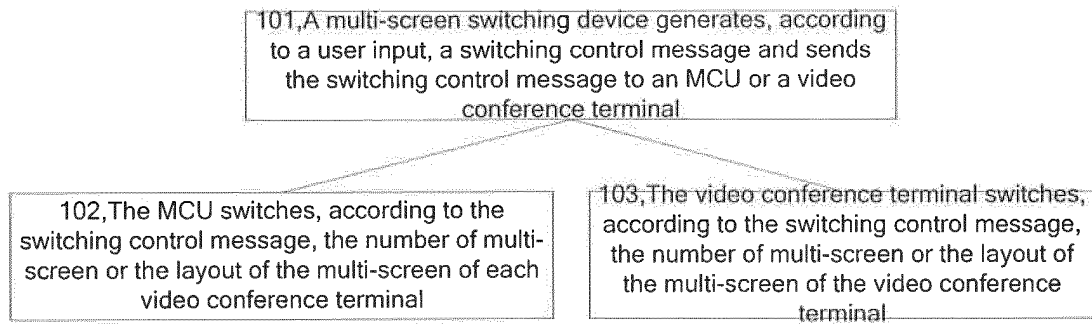 101,A multi-screen switching device generates, according
to a user input, a switching control message and sends
the switching control message to an MCU or a video
conference terminal
102,The MCU switches, according to the
switching control message, the number of multi-
screen or the layout of the multi-screen of each
video conference terminal
103,The video conference terminal switches,
according to the switching control message,
the number of multi-screen or the layout of
the multi-screen of the video conference
terminal